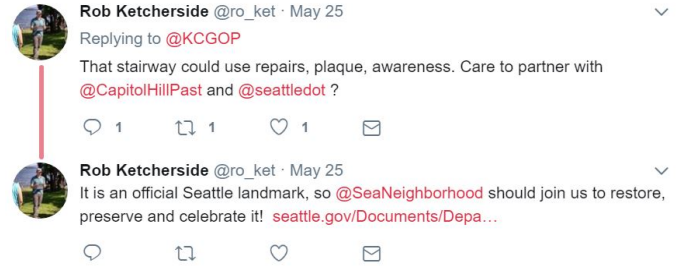 Rob Ketcherside @ro_ket · May 25
Replying to @KCGOP
That stairway could use repairs, plaque, awareness. Care to partner with
@CapitolHillPast and @seattledot ?
1 1 1
Rob Ketcherside @ro_ket · May 25
It is an official Seattle landmark, so @SeaNeighborhood should join us to restore,
preserve and celebrate it! seattle.gov/Documents/Depa…